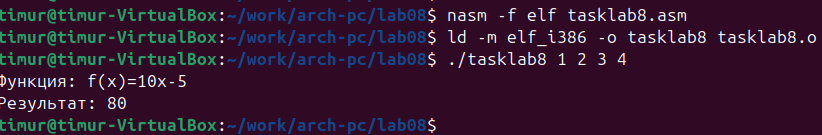 timur@timur-VirtualBox:~/work/arch-pc/lab08$ nasm -f elf tasklab8.asm
timur@timur-VirtualBox:~/work/arch-pc/lab08$ ld -m elf_i386 -o tasklab8 tasklab8.o
timur@timur-VirtualBox:~/work/arch-pc/lab08$ ./tasklab8 1 2 3 4
Функция: f(x)=10x-5
Результат: 80
timur@timur-VirtualBox:~/work/arch-pc/lab08$